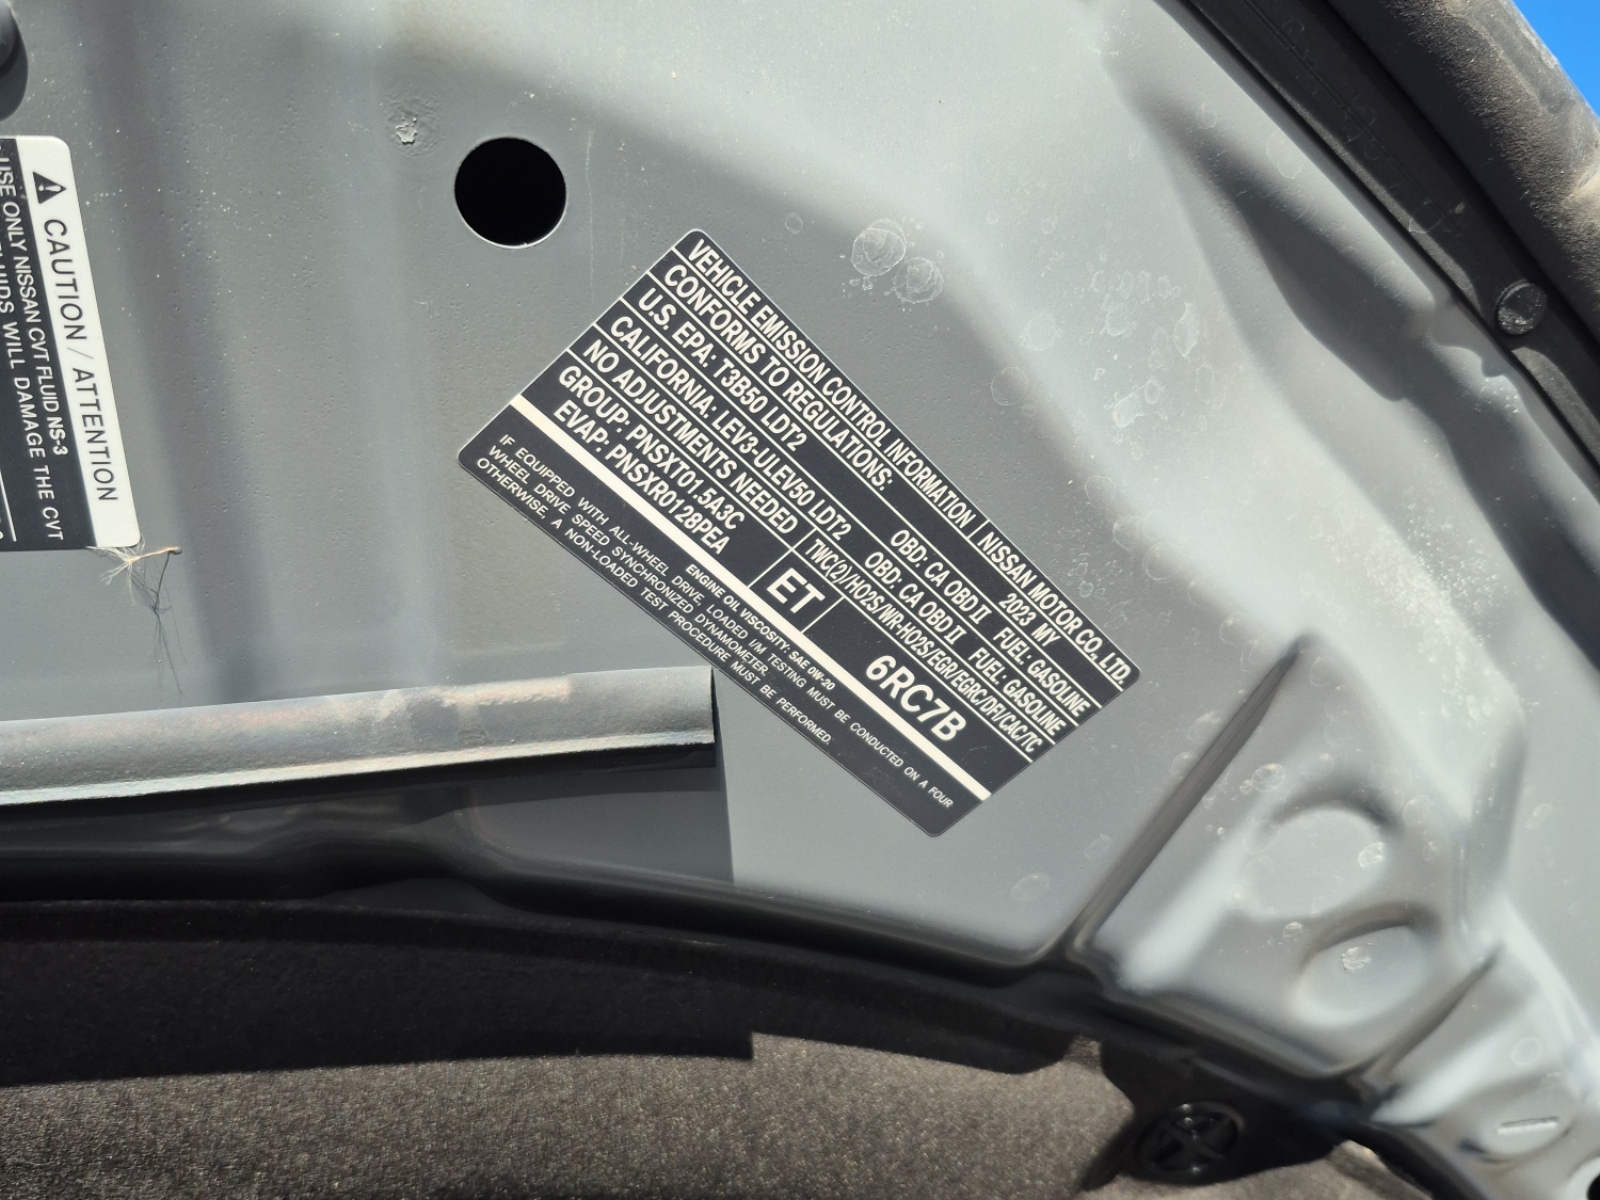 ⚠ CAUTION / ATTENTION
USE ONLY NISSAN CVT FLUID NS-3
FLUIDS WILL DAMAGE THE CVT
VEHICLE EMISSION CONTROL INFORMATION NISSAN MOTOR CO., LTD.
CONFORMS TO REGULATIONS: 2023 MY
U.S. EPA: T3B50 LDT2 OBD: CA OBD II FUEL: GASOLINE
CALIFORNIA: LEV3-ULEV50 LDT2 OBD: CA OBD II FUEL: GASOLINE
NO ADJUSTMENTS NEEDED TWC(2)/HO2S/WR-HO2S/EGR/EGRC/DFI/CAC/TC
GROUP: PNSXT01.5A3C
EVAP: PNSXR0128PEA
ET
6RC7B
ENGINE OIL VISCOSITY: SAE 0W-20
IF EQUIPPED WITH ALL-WHEEL DRIVE, LOADED I/M TESTING MUST BE CONDUCTED ON A FOUR
WHEEL DRIVE SPEED SYNCHRONIZED DYNAMOMETER.
OTHERWISE, A NON-LOADED TEST PROCEDURE MUST BE PERFORMED.